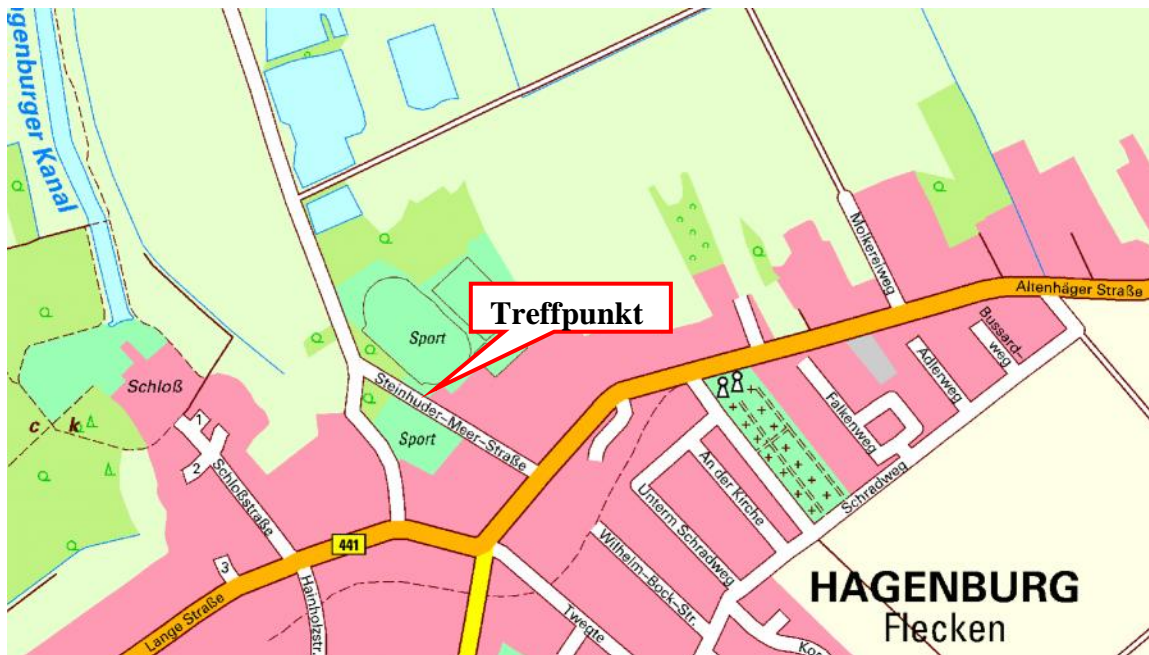 agenburger Kanal
Treffpunkt
Sport
Molkereiweg
Altenhäger Straße
Bussard-
weg
Adlerweg
Falkenweg
Steinhuder-Meer-Straße
Schloß
c
k
Sport
1
2
Schloßstraße
An der Kirche
Schradweg
Unterm Schradweg
Wilhelm-Bock-Str.
441
3
Lange Straße
Hainholzstr.
Twegte
HAGENBURG
Flecken